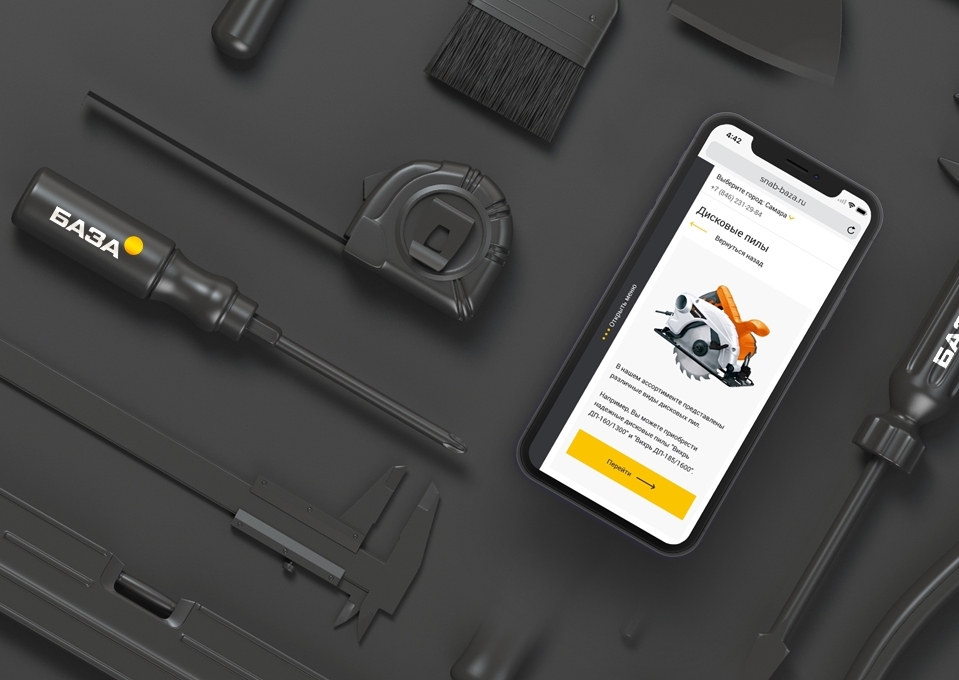 БАЗА
4:42
snab-baza.ru
Выберите город: Самара
+7 (846) 231-29-84
Дисковые пилы
Вернуться назад
Открыть меню
В нашем ассортименте представлены
различные виды дисковых пил.
Например, Вы можете приобрести
надежные дисковые пилы "Вихрь
ДП-160/1300" и "Вихрь ДП-185/1600".
Перейти